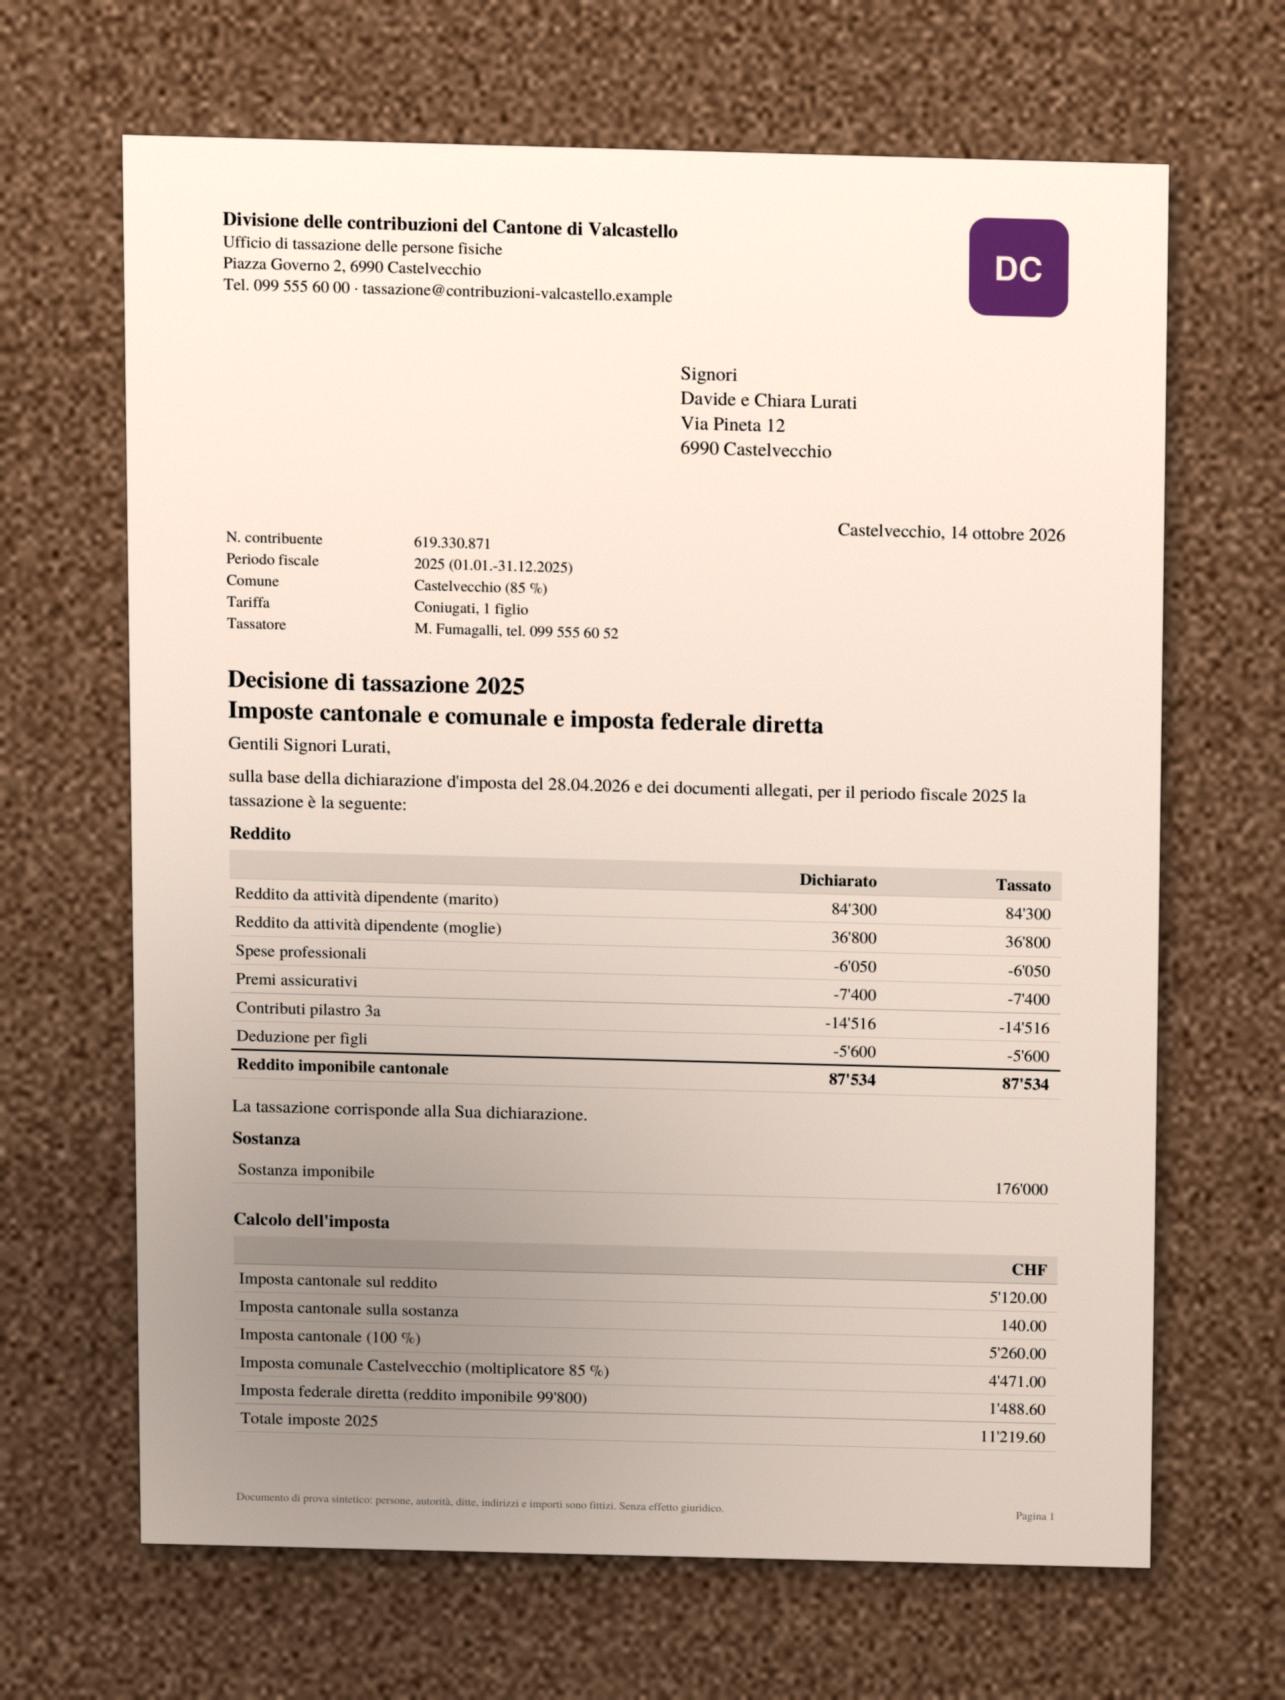 Divisione delle contribuzioni del Cantone di Valcastello
Ufficio di tassazione delle persone fisiche
Piazza Governo 2, 6990 Castelvecchio
Tel. 099 555 60 00 · tassazione@contribuzioni-valcastello.example
DC
Signori
Davide e Chiara Lurati
Via Pineta 12
6990 Castelvecchio
Castelvecchio, 14 ottobre 2026
N. contribuente 619.330.871
Periodo fiscale 2025 (01.01.-31.12.2025)
Comune Castelvecchio (85 %)
Tariffa Coniugati, 1 figlio
Tassatore M. Fumagalli, tel. 099 555 60 52
Decisione di tassazione 2025
Imposte cantonale e comunale e imposta federale diretta
Gentili Signori Lurati,
sulla base della dichiarazione d'imposta del 28.04.2026 e dei documenti allegati, per il periodo fiscale 2025 la
tassazione è la seguente:
Reddito
Dichiarato Tassato
Reddito da attività dipendente (marito) 84'300 84'300
Reddito da attività dipendente (moglie) 36'800 36'800
Spese professionali -6'050 -6'050
Premi assicurativi -7'400 -7'400
Contributi pilastro 3a -14'516 -14'516
Deduzione per figli -5'600 -5'600
Reddito imponibile cantonale 87'534 87'534
La tassazione corrisponde alla Sua dichiarazione.
Sostanza
Sostanza imponibile 176'000
Calcolo dell'imposta
CHF
Imposta cantonale sul reddito 5'120.00
Imposta cantonale sulla sostanza 140.00
Imposta cantonale (100 %) 5'260.00
Imposta comunale Castelvecchio (moltiplicatore 85 %) 4'471.00
Imposta federale diretta (reddito imponibile 99'800) 1'488.60
Totale imposte 2025 11'219.60
Documento di prova sintetico: persone, autorità, ditte, indirizzi e importi sono fittizi. Senza effetto giuridico.
Pagina 1